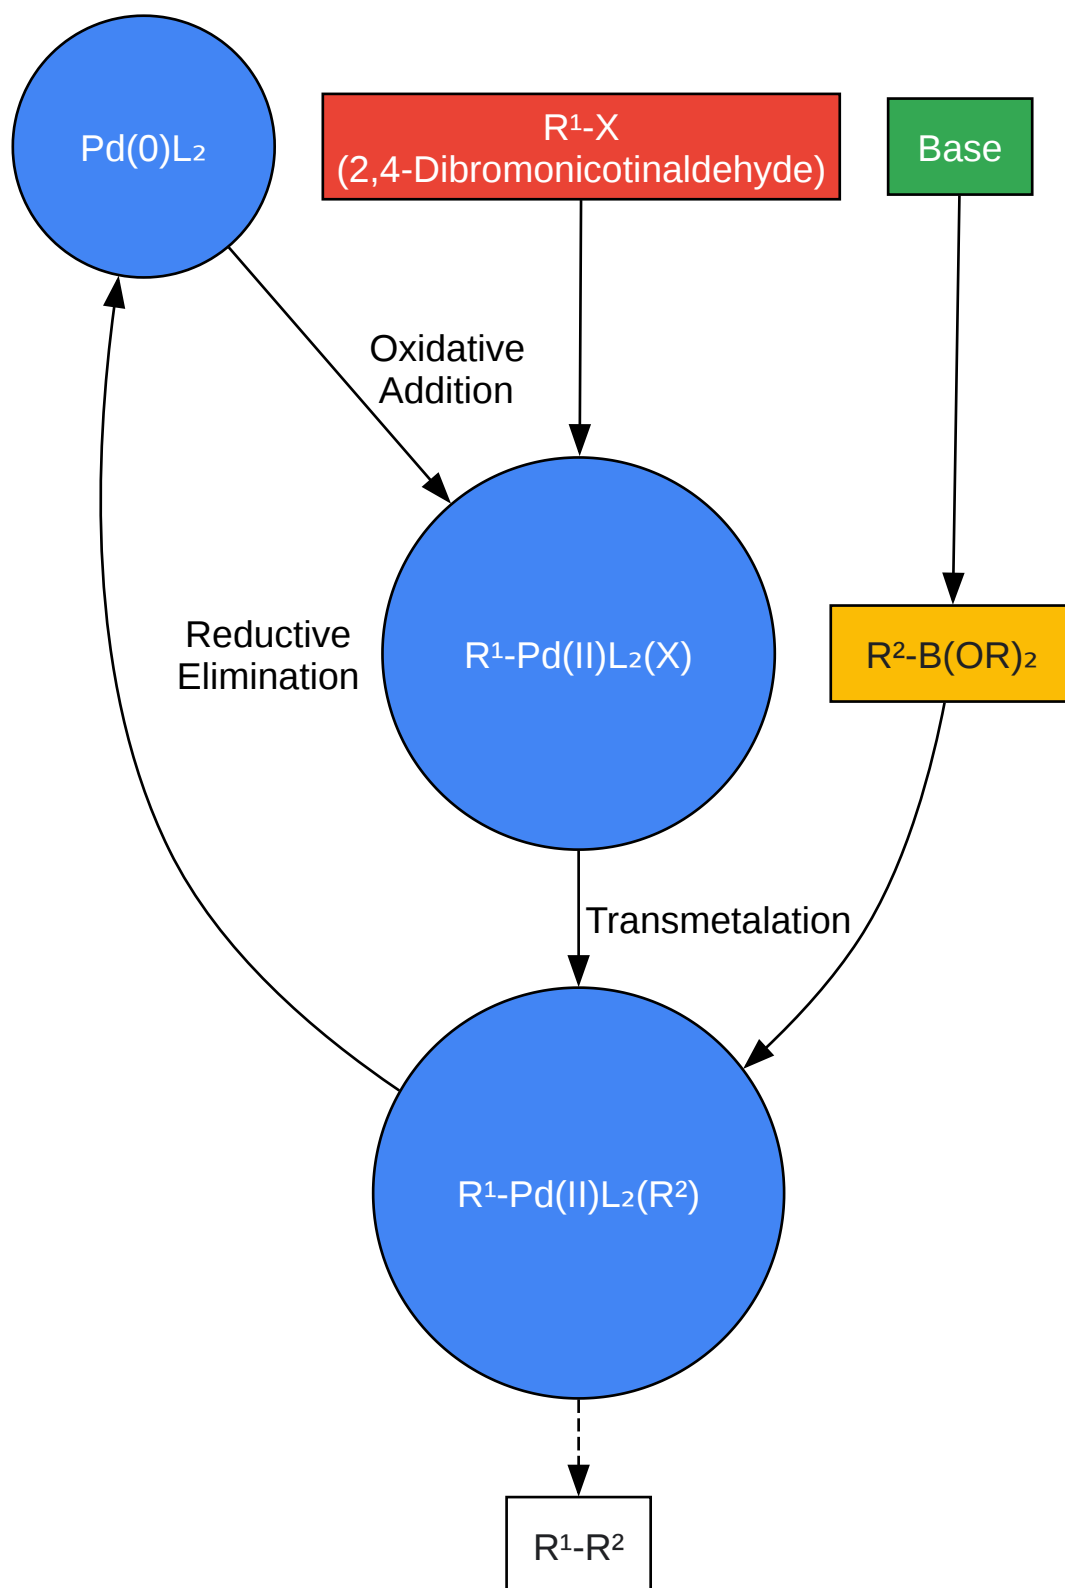 Pd(0)L₂
R¹-X
(2,4-Dibromonicotinaldehyde)
Base
Oxidative
Addition
Reductive
Elimination
R¹-Pd(II)L₂(X)
R²-B(OR)₂
Transmetalation
R¹-Pd(II)L₂(R²)
R¹-R²